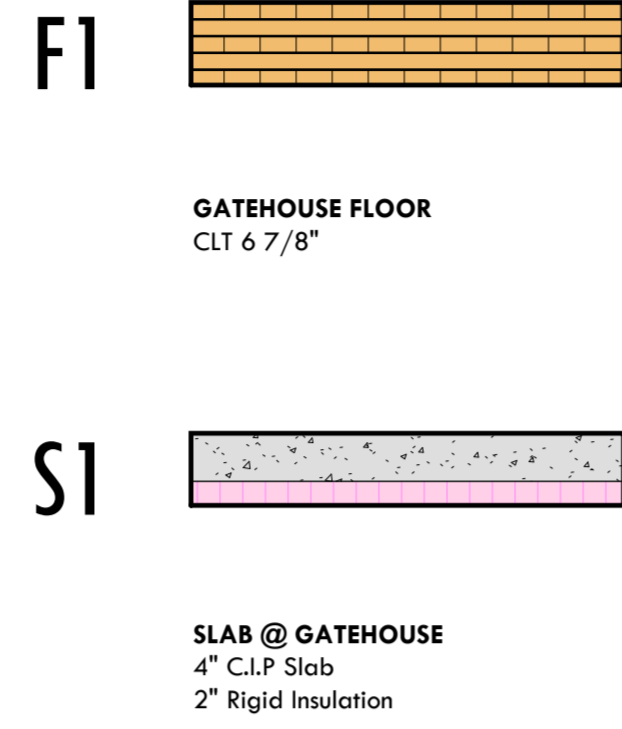 F1
GATEHOUSE FLOOR
CLT 6 7/8"
S1
SLAB @ GATEHOUSE
4" C.I.P Slab
2" Rigid Insulation